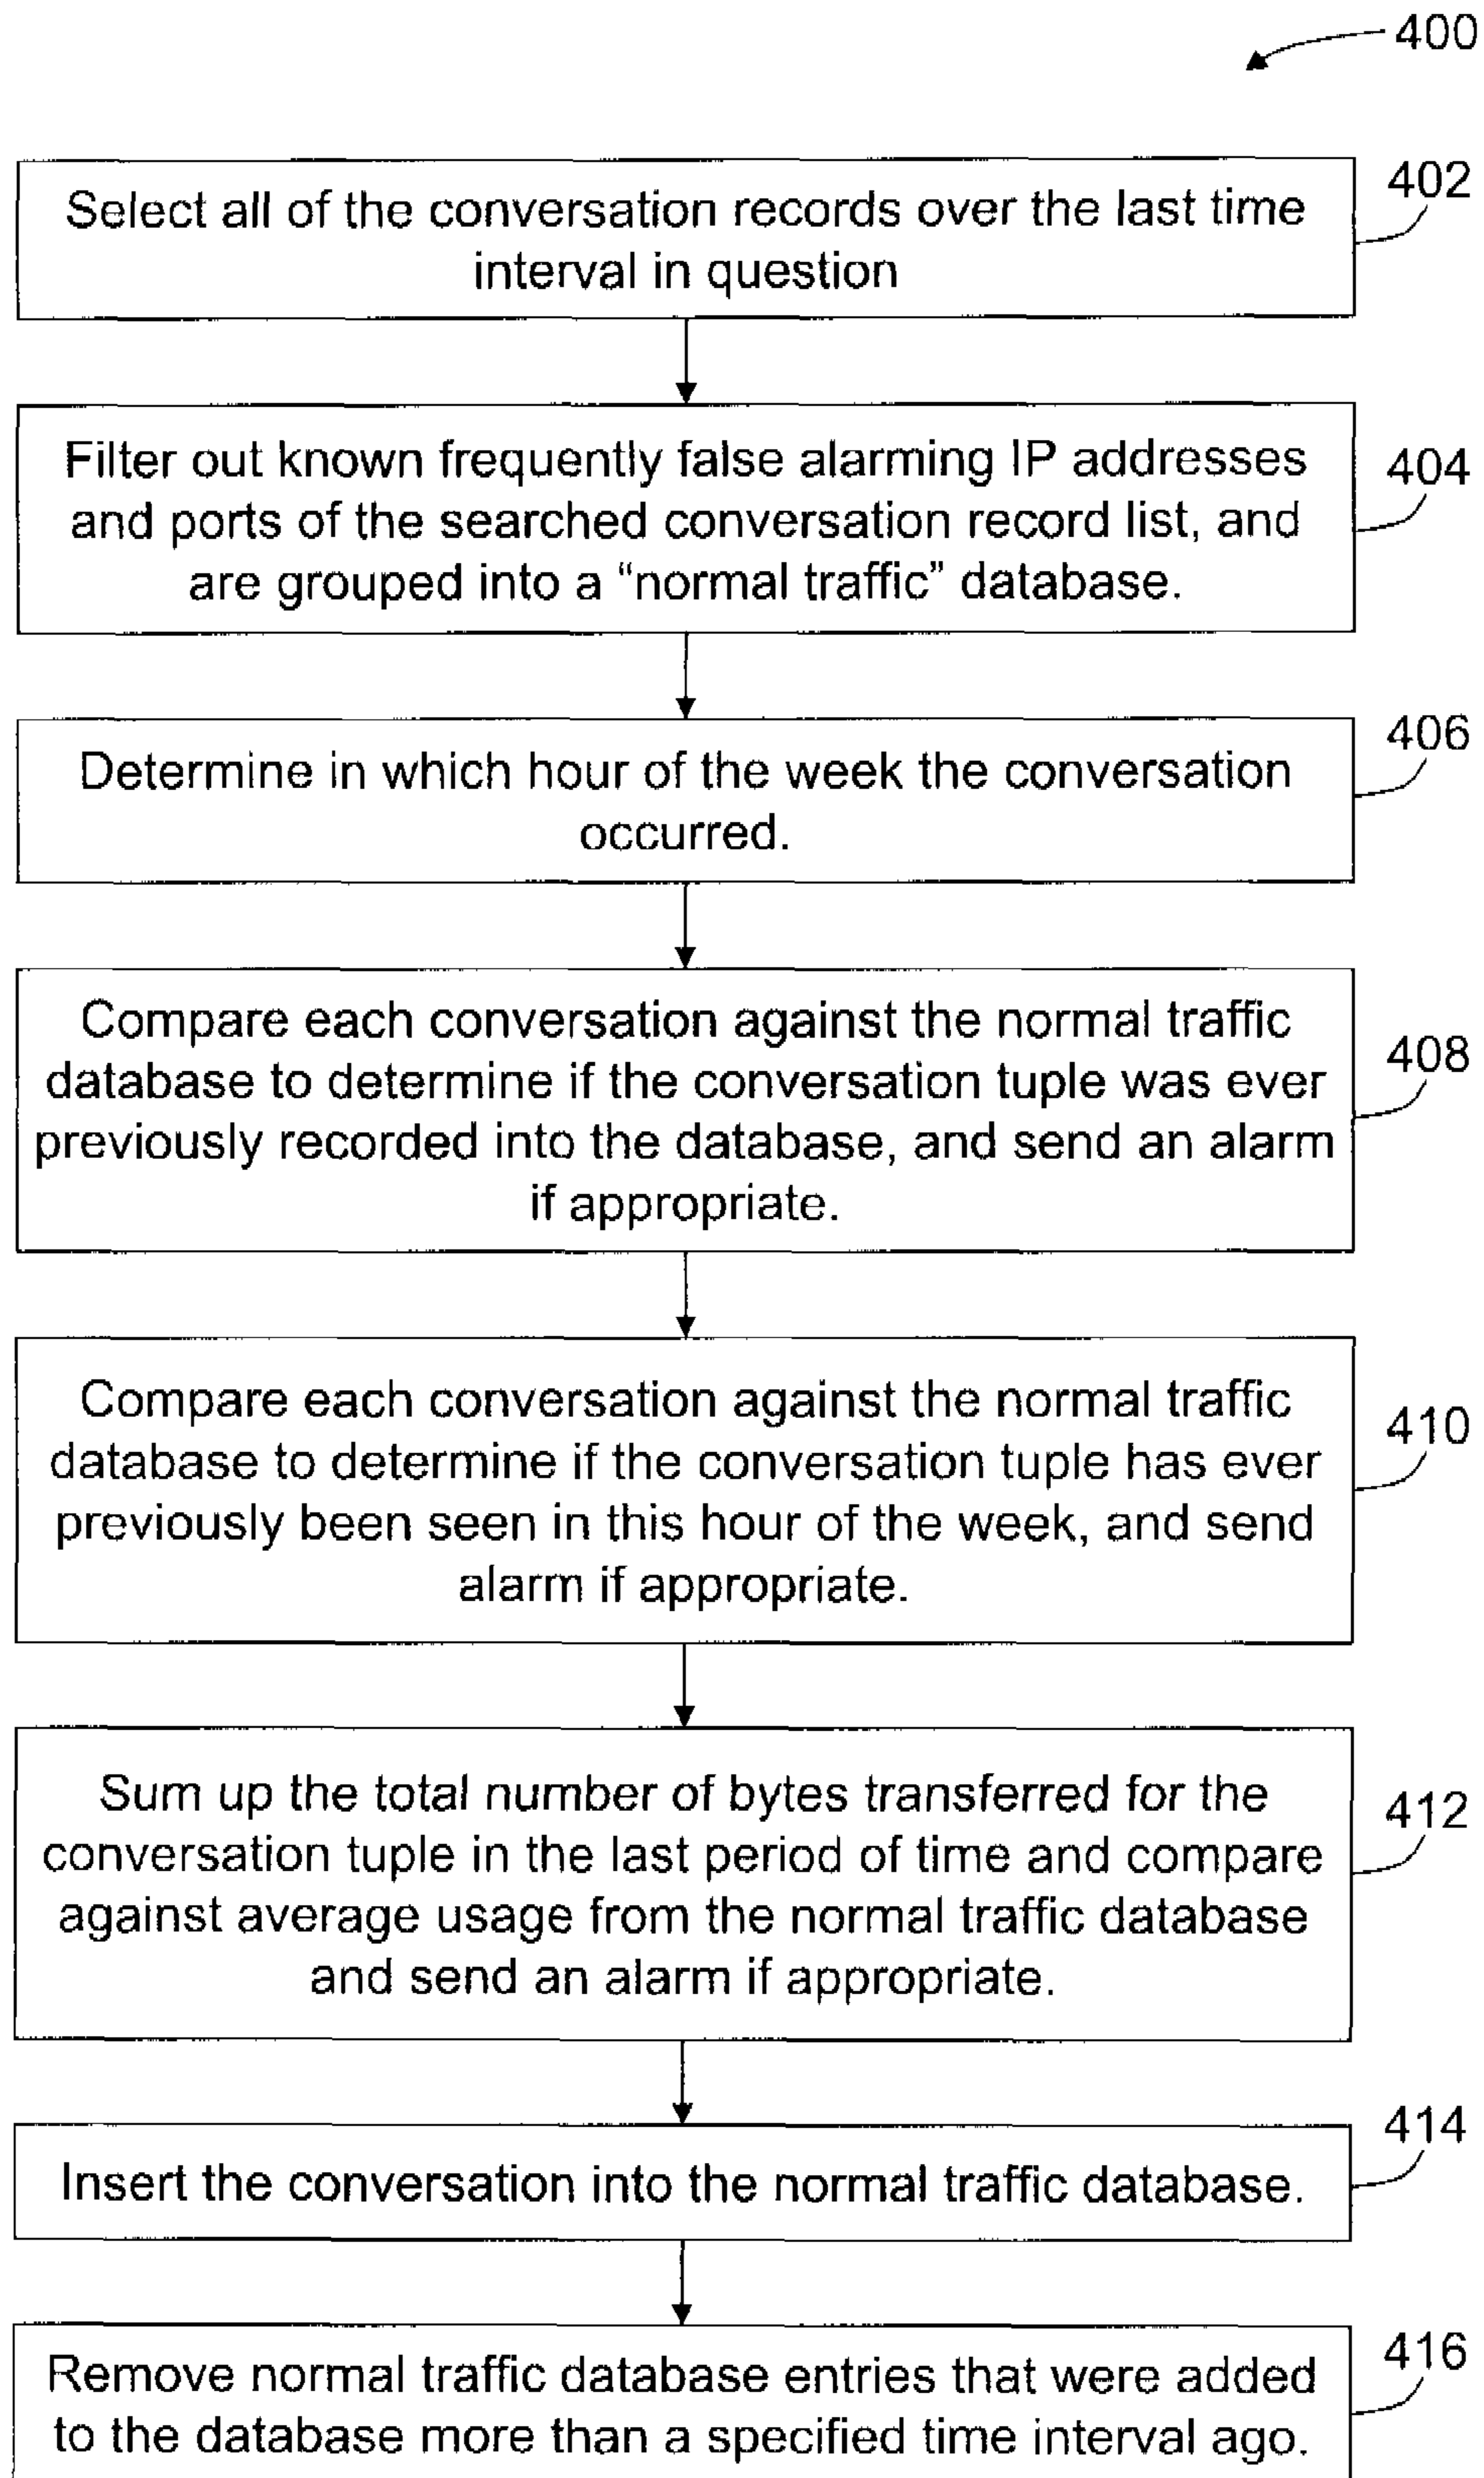 400
Select all of the conversation records over the last time
interval in question
402
Filter out known frequently false alarming IP addresses
and ports of the searched conversation record list, and
are grouped into a “normal traffic” database.
404
Determine in which hour of the week the conversation
occurred.
406
Compare each conversation against the normal traffic
database to determine if the conversation tuple was ever
previously recorded into the database, and send an alarm
if appropriate.
408
Compare each conversation against the normal traffic
database to determine if the conversation tuple has ever
previously been seen in this hour of the week, and send
alarm if appropriate.
410
Sum up the total number of bytes transferred for the
conversation tuple in the last period of time and compare
against average usage from the normal traffic database
and send an alarm if appropriate.
412
Insert the conversation into the normal traffic database.
414
Remove normal traffic database entries that were added
to the database more than a specified time interval ago.
416